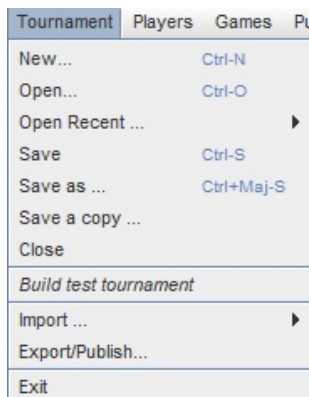 Tournament Players Games
New... Ctrl-N
Open... Ctrl-O
Open Recent ...
Save Ctrl-S
Save as ... Ctrl+Maj-S
Save a copy ...
Close
Build test tournament
Import ...
Export/Publish...
Exit